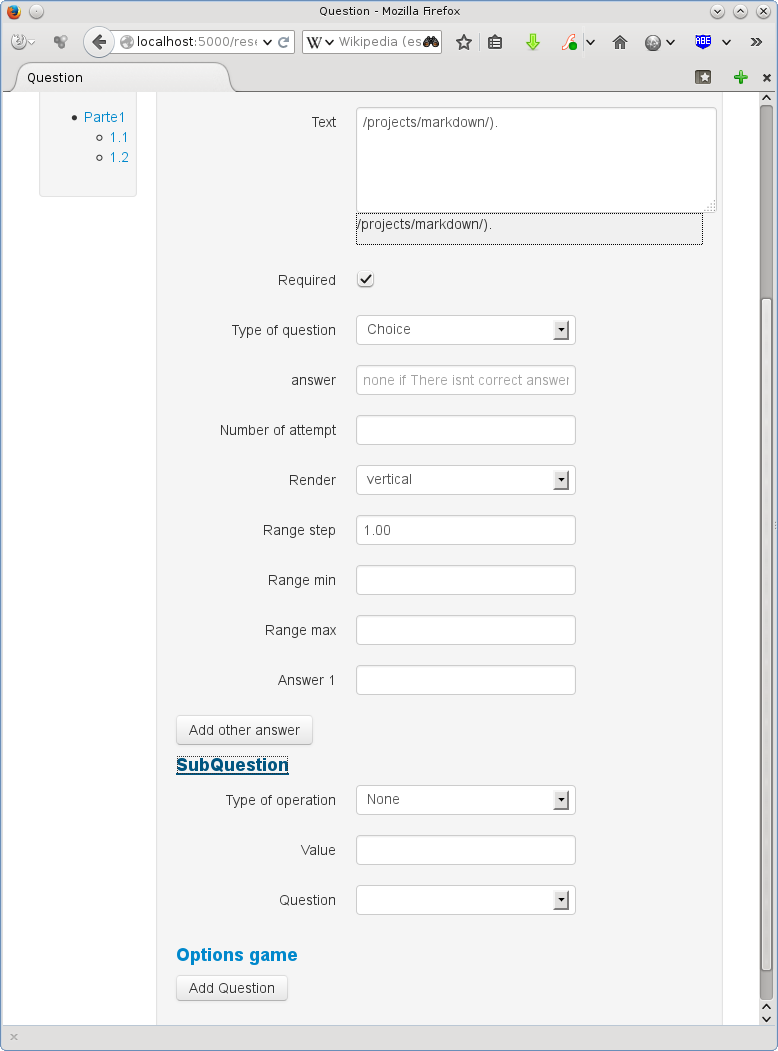 Question - Mozilla Firefox
localhost:5000/rese
W Wikipedia (es
ABE
Question
Parte1
1.1
1.2
Text
/projects/markdown/).
/projects/markdown/).
Required
Type of question
Choice
answer
none if There isnt correct answer
Number of attempt
Render
vertical
Range step
1.00
Range min
Range max
Answer 1
Add other answer
SubQuestion
Type of operation
None
Value
Question
Options game
Add Question